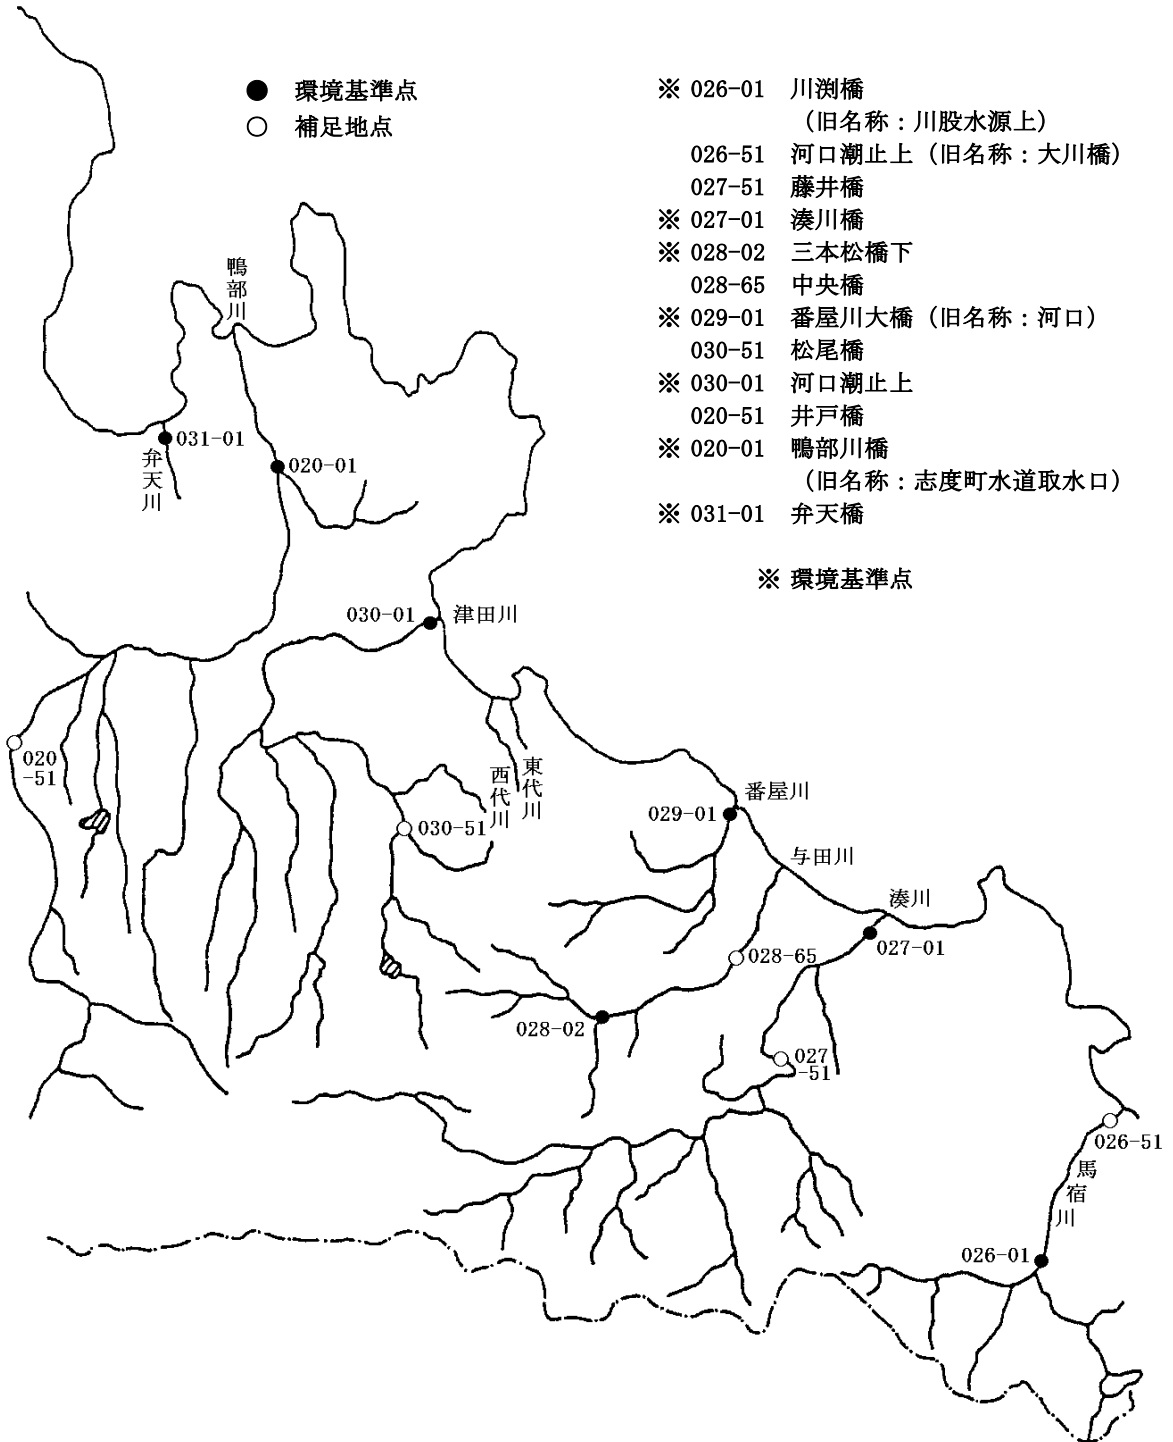 ● 環境基準点
○ 補足地点
※ 026-01 川渕橋
(旧名称：川股水源上)
026-51 河口潮止上（旧名称：大川橋）
027-51 藤井橋
※ 027-01 湊川橋
※ 028-02 三本松橋下
028-65 中央橋
※ 029-01 番屋川大橋（旧名称：河口）
030-51 松尾橋
※ 030-01 河口潮止上
020-51 井戸橋
※ 020-01 鴨部川橋
（旧名称：志度町水道取水口）
※ 031-01 弁天橋
※ 環境基準点
鴨部川
031-01
弁天川
020-01
030-01
津田川
020
-51
西代川
東代川
030-51
番屋川
029-01
与田川
湊川
027-01
028-65
028-02
027
-51
026-51
馬宿川
026-01